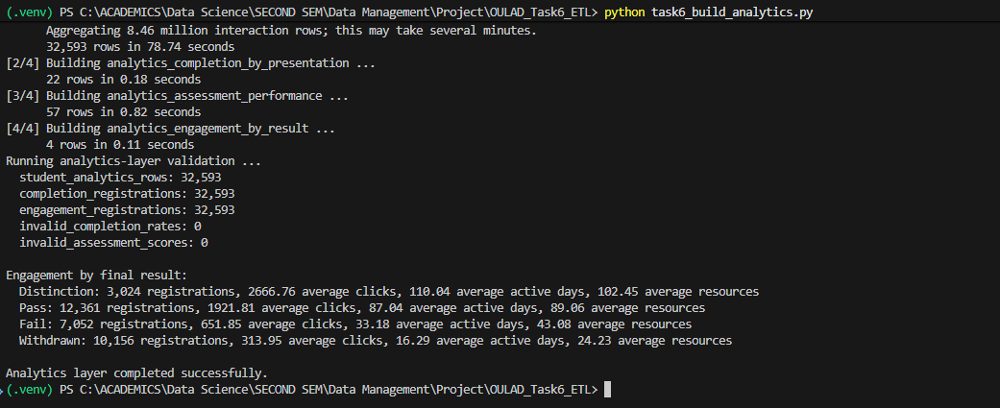 (.venv) PS C:\ACADEMICS\Data Science\SECOND SEM\Data Management\Project\OULAD_Task6_ETL> python task6_build_analytics.py
Aggregating 8.46 million interaction rows; this may take several minutes.
32,593 rows in 78.74 seconds
[2/4] Building analytics_completion_by_presentation ...
22 rows in 0.18 seconds
[3/4] Building analytics_assessment_performance ...
57 rows in 0.82 seconds
[4/4] Building analytics_engagement_by_result ...
4 rows in 0.11 seconds
Running analytics-layer validation ...
student_analytics_rows: 32,593
completion_registrations: 32,593
engagement_registrations: 32,593
invalid_completion_rates: 0
invalid_assessment_scores: 0
Engagement by final result:
Distinction: 3,024 registrations, 2666.76 average clicks, 110.04 average active days, 102.45 average resources
Pass: 12,361 registrations, 1921.81 average clicks, 87.04 average active days, 89.06 average resources
Fail: 7,052 registrations, 651.85 average clicks, 33.18 average active days, 43.08 average resources
Withdrawn: 10,156 registrations, 313.95 average clicks, 16.29 average active days, 24.23 average resources
Analytics layer completed successfully.
(.venv) PS C:\ACADEMICS\Data Science\SECOND SEM\Data Management\Project\OULAD_Task6_ETL>